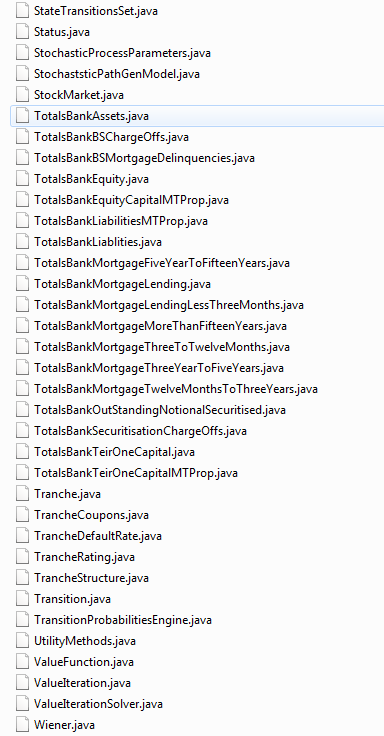 StateTransitionsSet.java
Status.java
StochasticProcessParameters.java
StochaststicPathGenModel.java
StockMarket.java
TotalsBankAssets.java
TotalsBankBSChargeOffs.java
TotalsBankBSMortgageDelinquencies.java
TotalsBankEquity.java
TotalsBankEquityCapitalMTProp.java
TotalsBankLiabilitiesMTProp.java
TotalsBankLiablities.java
TotalsBankMortgageFiveYearToFifteenYears.java
TotalsBankMortgageLending.java
TotalsBankMortgageLendingLessThreeMonths.java
TotalsBankMortgageMoreThanFifteenYears.java
TotalsBankMortgageThreeToTwelveMonths.java
TotalsBankMortgageThreeYearToFiveYears.java
TotalsBankMortgageTwelveMonthsToThreeYears.java
TotalsBankOutStandingNotionalSecuritised.java
TotalsBankSecuritisationChargeOffs.java
TotalsBankTeirOneCapital.java
TotalsBankTeirOneCapitalMTProp.java
Tranche.java
TrancheCoupons.java
TrancheDefaultRate.java
TrancheRating.java
TrancheStructure.java
Transition.java
TransitionProbabilitiesEngine.java
UtilityMethods.java
ValueFunction.java
ValueIteration.java
ValueIterationSolver.java
Wiener.java